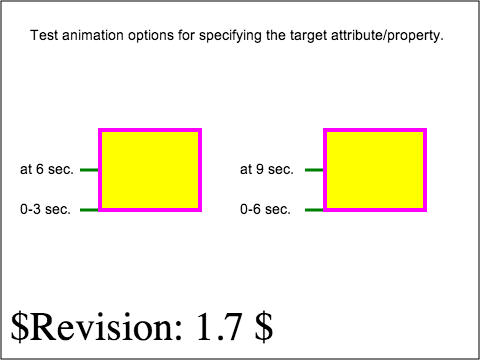 Test animation options for specifying the target attribute/property.
at 6 sec.
at 9 sec.
0-3 sec.
0-6 sec.
$Revision: 1.7 $